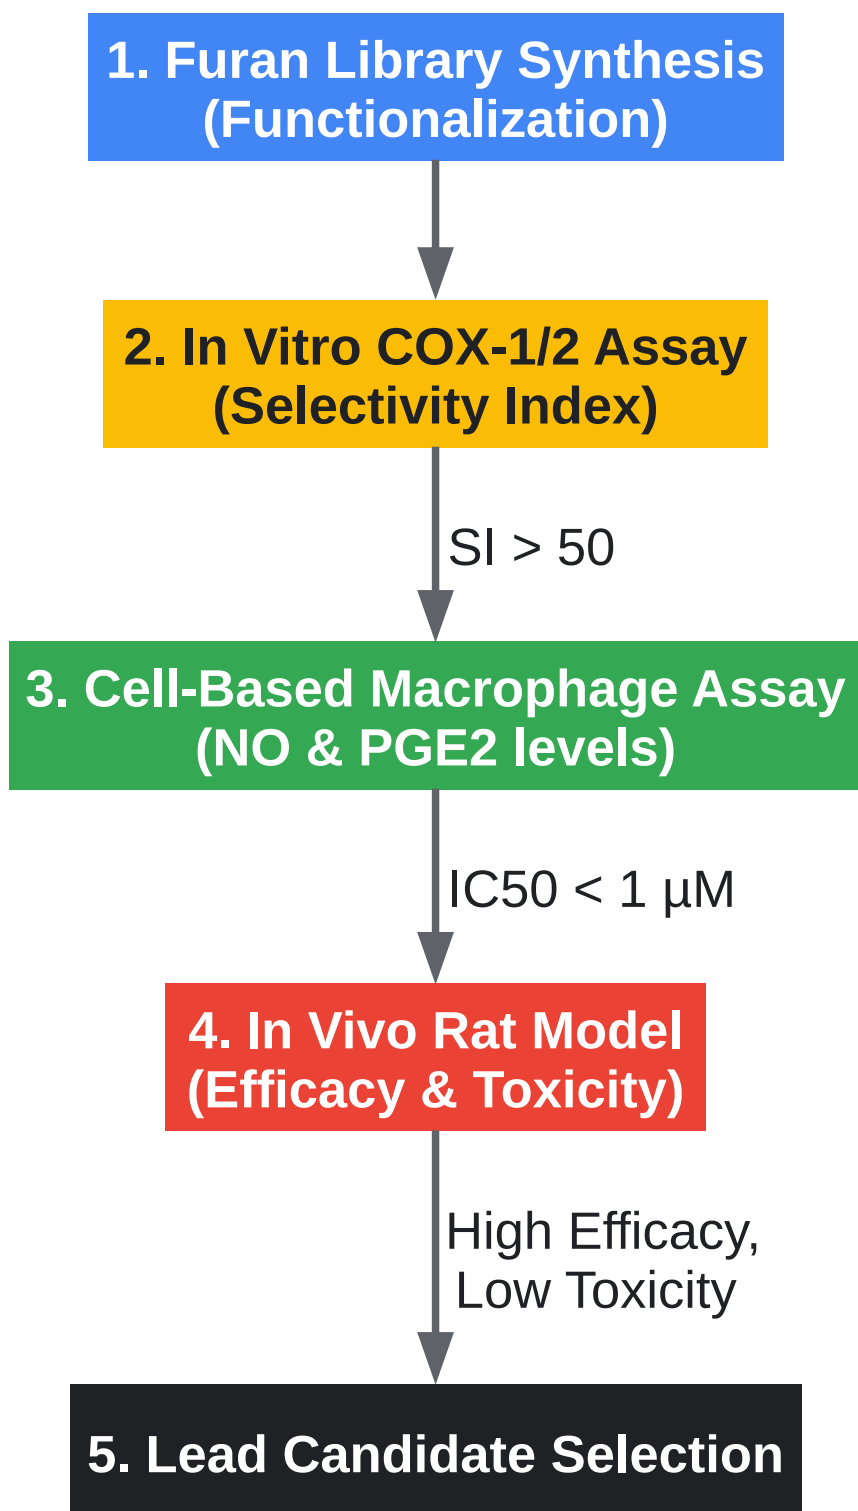 1. Furan Library Synthesis
(Functionalization)
2. In Vitro COX-1/2 Assay
(Selectivity Index)
SI > 50
3. Cell-Based Macrophage Assay
(NO & PGE2 levels)
IC50 < 1 µM
4. In Vivo Rat Model
(Efficacy & Toxicity)
High Efficacy,
Low Toxicity
5. Lead Candidate Selection